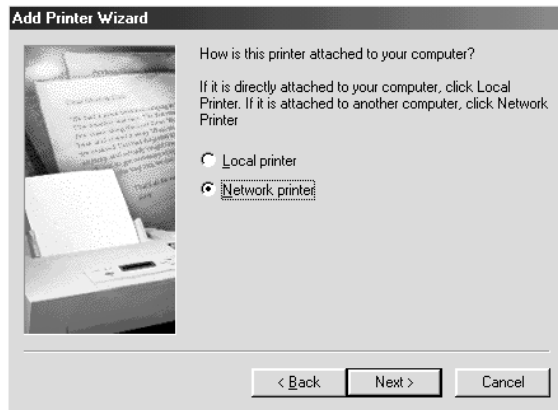 Add Printer Wizard
How is this printer attached to your computer?
If it is directly attached to your computer, click Local
Printer. If it is attached to another computer, click Network
Printer
Local printer
Network printer
< Back
Next >
Cancel